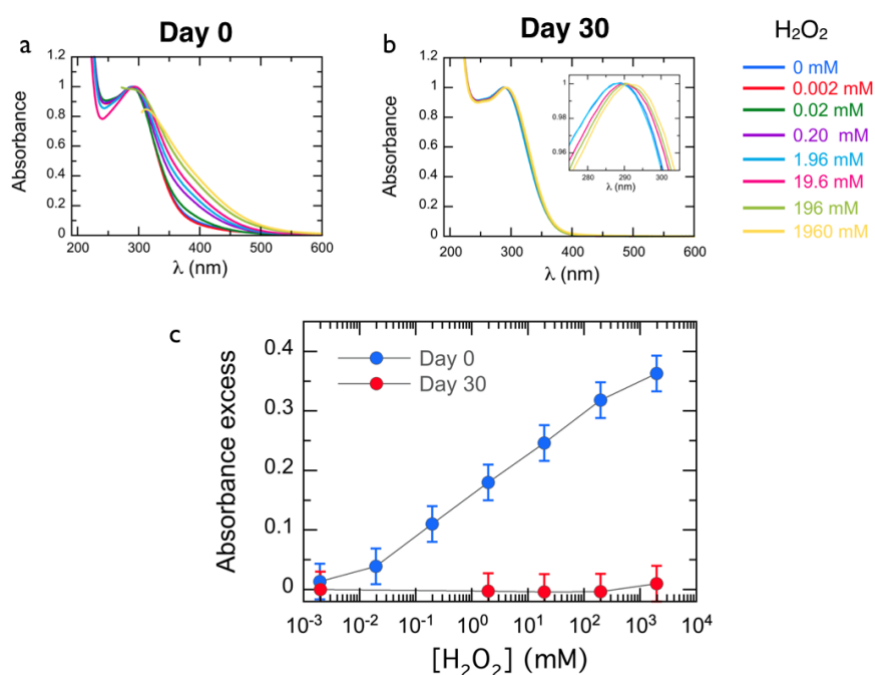 Day 0
Day 30
H₂O₂
a
b
1.2
1
0.8
0.6
0.4
0.2
0
200
300
400
500
600
Absorbance
λ (nm)
1.2
1
0.8
0.6
0.4
0.2
0
200
300
400
500
600
Absorbance
λ (nm)
1
0.98
0.96
280
290
300
λ (nm)
0 mM
0.002 mM
0.02 mM
0.20 mM
1.96 mM
19.6 mM
196 mM
1960 mM
c
Day 0
Day 30
0.4
0.3
0.2
0.1
0
Absorbance excess
10⁻³
10⁻²
10⁻¹
10⁰
10¹
10²
10³
10⁴
[H₂O₂] (mM)